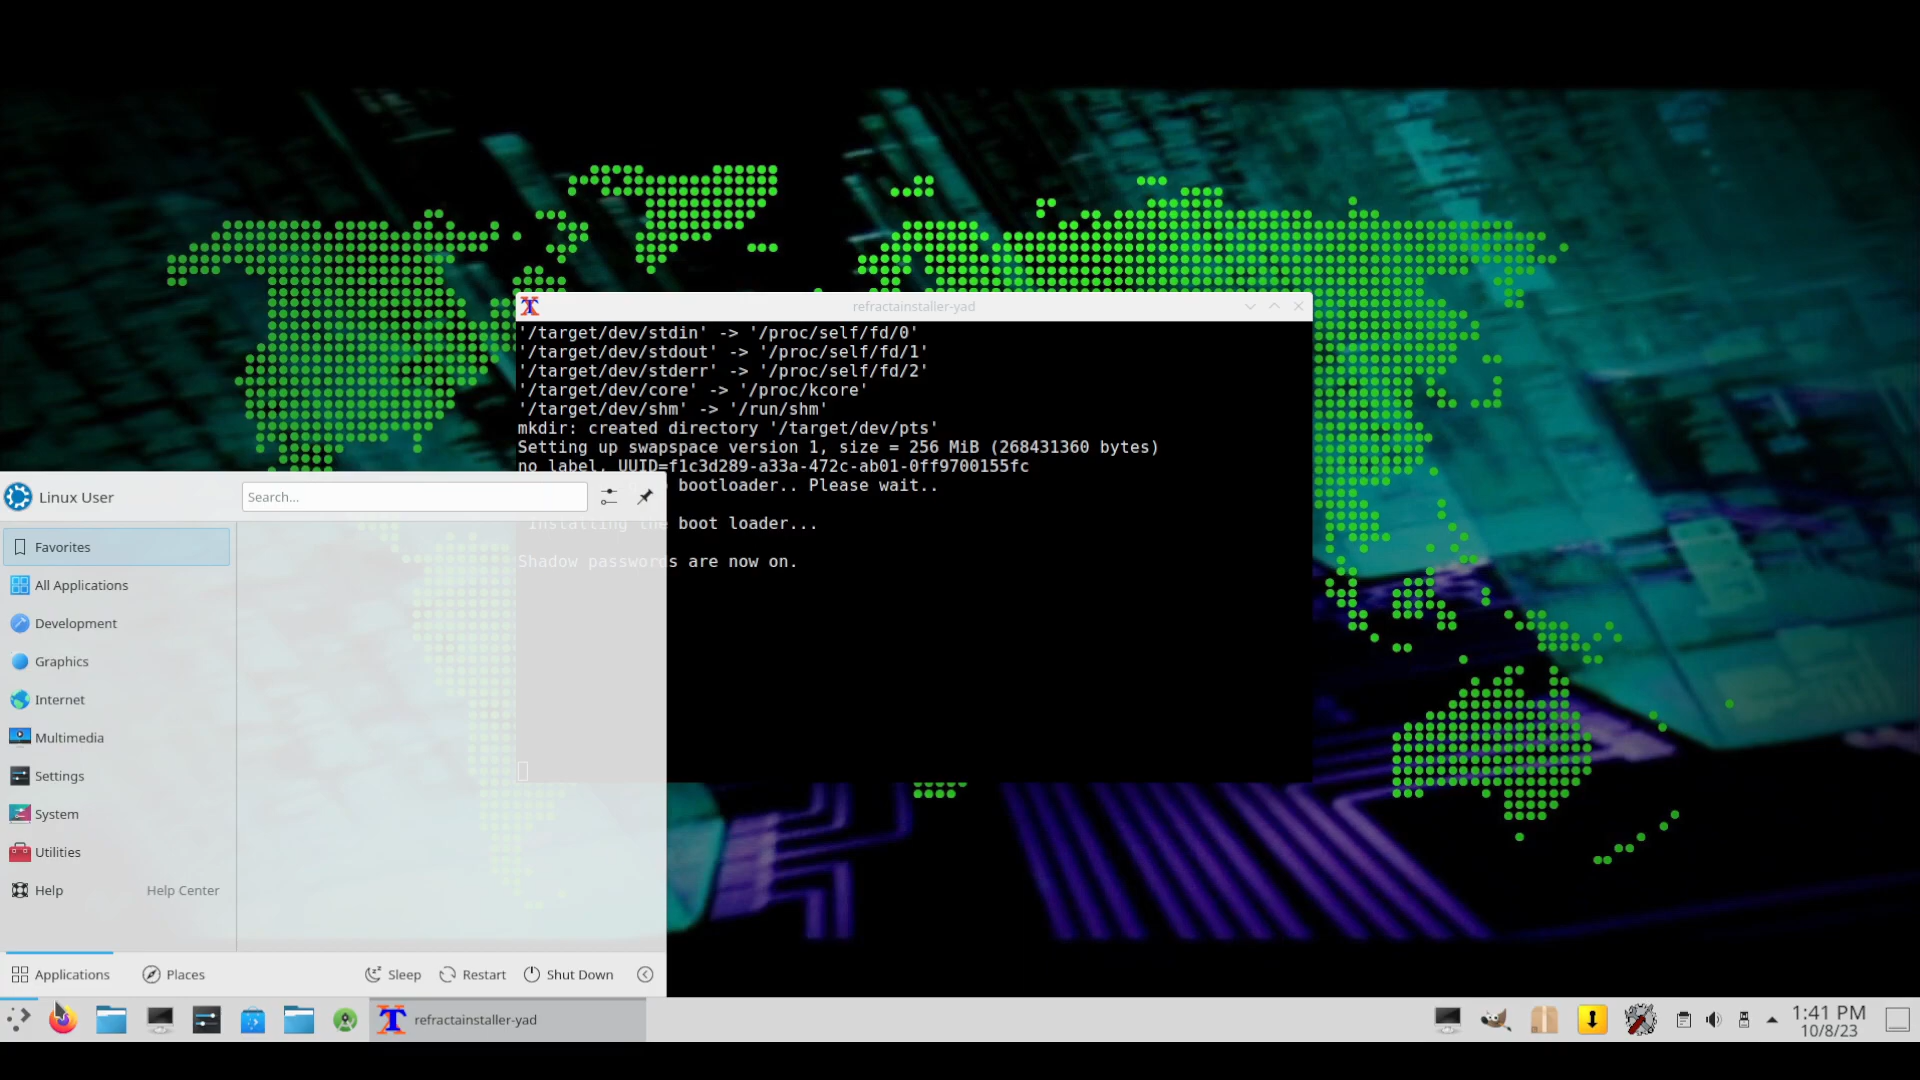 refractainstaller-yad
'/target/dev/stdin' -> '/proc/self/fd/0'
'/target/dev/stdout' -> '/proc/self/fd/1'
'/target/dev/stderr' -> '/proc/self/fd/2'
'/target/dev/core' -> '/proc/kcore'
'/target/dev/shm' -> '/run/shm'
mkdir: created directory '/target/dev/pts'
Setting up swapspace version 1, size = 256 MiB (268431360 bytes)
no label, UUID=f1c3d289-a33a-472c-ab01-0ff9700155fc
bootloader.. Please wait..
Installing the boot loader...
Shadow passwords are now on.
Linux User
Search...
Favorites
All Applications
Development
Graphics
Internet
Multimedia
Settings
System
Utilities
Help Help Center
Applications Places Sleep Restart Shut Down
refractainstaller-yad
1:41 PM
10/8/23